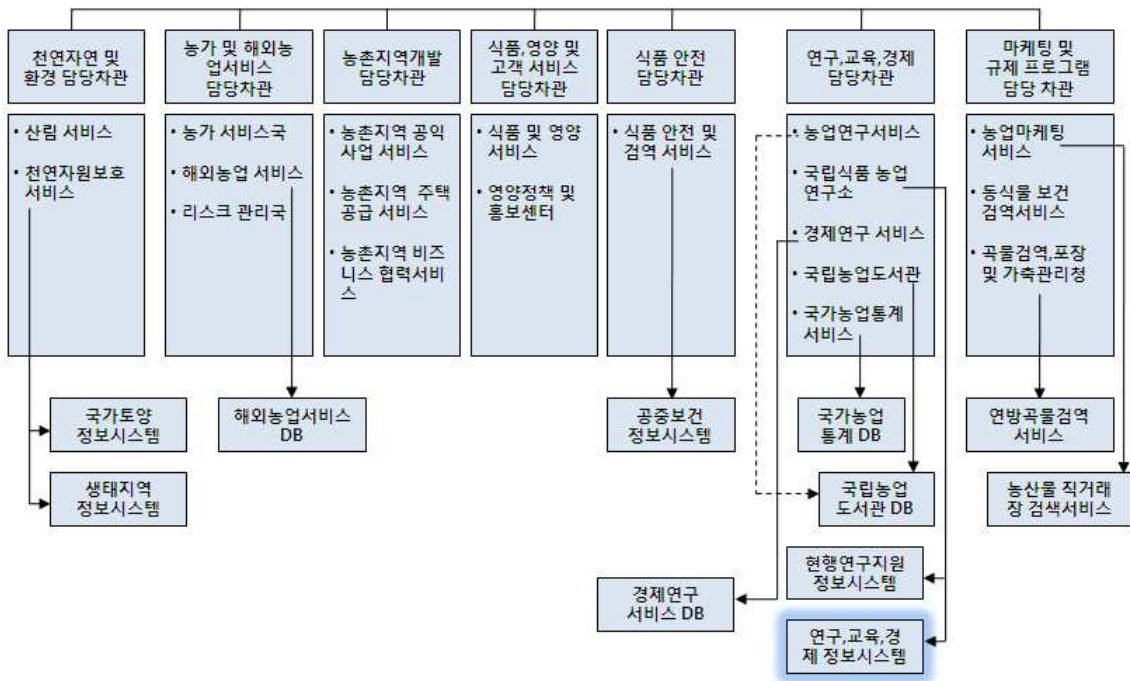 천연자연 및
환경 담당차관
농가 및 해외농
업서비스
담당차관
농촌지역개발
담당차관
식품,영양 및
고객 서비스
담당차관
식품 안전
담당차관
연구,교육,경제
담당차관
마케팅 및
규제 프로그램
담당 차관
• 산림 서비스
• 천연자원보호
서비스
• 농가 서비스국
• 해외농업 서비스
• 리스크 관리국
• 농촌지역 공익
사업 서비스
• 농촌지역 주택
공급 서비스
• 농촌지역 비즈
니스 협력서비
스
• 식품 및 영양
서비스
• 영양정책 및
홍보센터
• 식품 안전 및
검역 서비스
• 농업연구서비스
• 국립식품 농업
연구소
• 경제연구 서비스
• 국립농업도서관
• 국가농업통계
서비스
• 농업마케팅
서비스
• 동식물 보건
검역서비스
• 곡물검역,포장
및 가축관리청
국가토양
정보시스템
해외농업서비스
DB
공중보건
정보시스템
국가농업
통계 DB
연방곡물검역
서비스
생태지역
정보시스템
국립농업
도서관 DB
농산물 직거래
장 검색서비스
현행연구지원
정보시스템
경제연구
서비스 DB
연구,교육,경
제 정보시스템